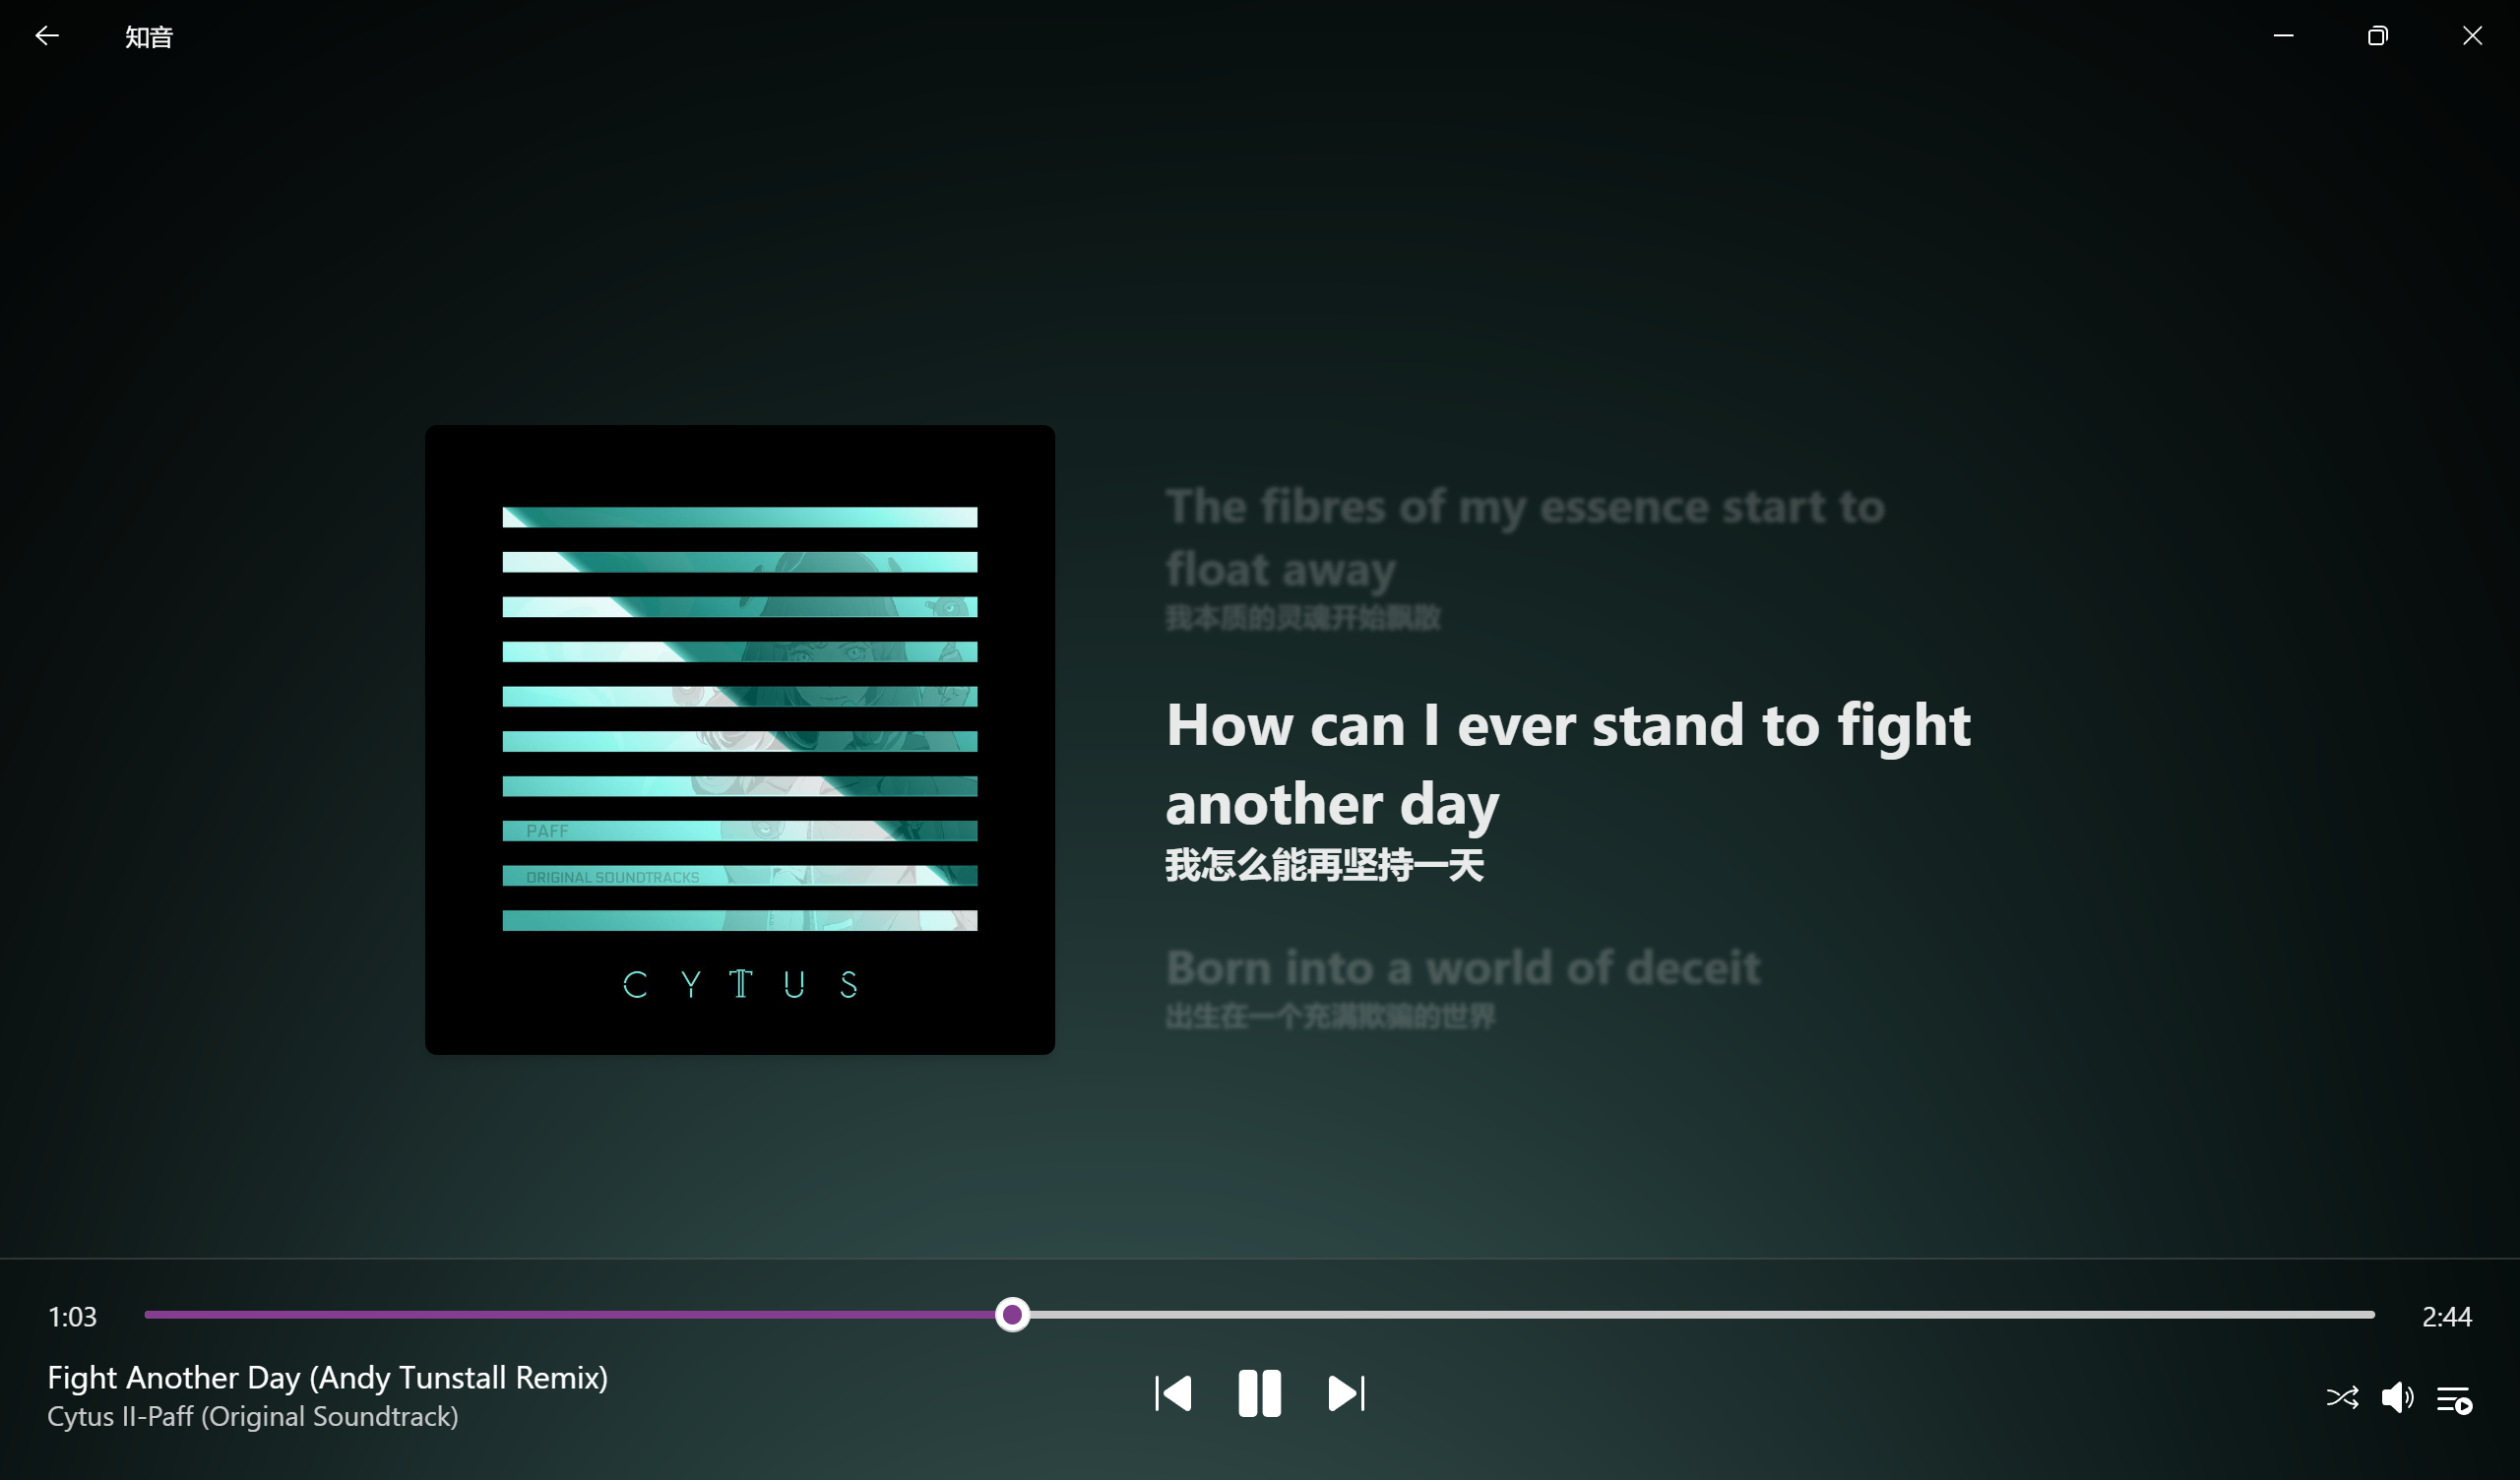 知音
The fibres of my essence start to
float away
我本质的灵魂开始飘散
How can I ever stand to fight
another day
我怎么能再坚持一天
Born into a world of deceit
出生在一个充满欺骗的世界
PAFF
ORIGINAL SOUNDTRACKS
CYTUS
1:03
2:44
Fight Another Day (Andy Tunstall Remix)
Cytus II-Paff (Original Soundtrack)